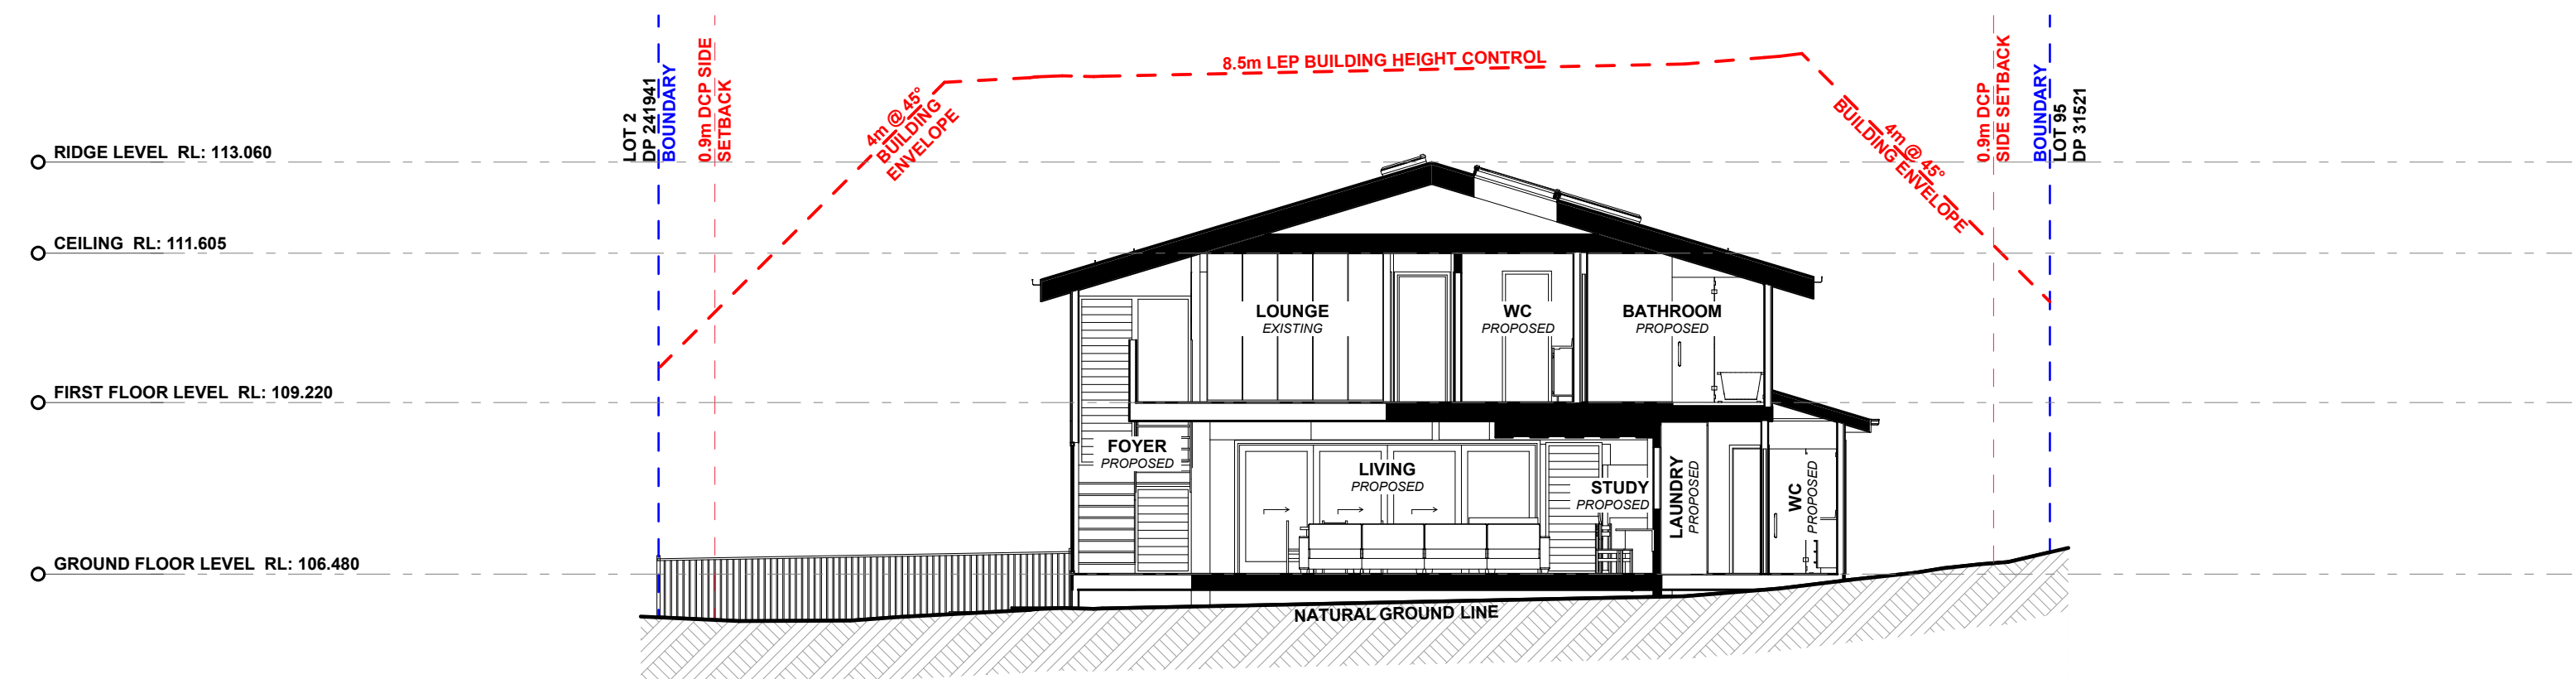 8.5m LEP BUILDING HEIGHT CONTROL
LOT 2
DP 241941
BOUNDARY
0.9m DCP SIDE
SETBACK
4m @ 45°
BUILDING
ENVELOPE
4m @ 45°
BUILDING ENVELOPE
0.9m DCP
SIDE SETBACK
BOUNDARY
LOT 95
DP 31521
RIDGE LEVEL RL: 113.060
CEILING RL: 111.605
FIRST FLOOR LEVEL RL: 109.220
GROUND FLOOR LEVEL RL: 106.480
LOUNGE
EXISTING
WC
PROPOSED
BATHROOM
PROPOSED
FOYER
PROPOSED
LIVING
PROPOSED
STUDY
PROPOSED
LAUNDRY
PROPOSED
WC
PROPOSED
NATURAL GROUND LINE